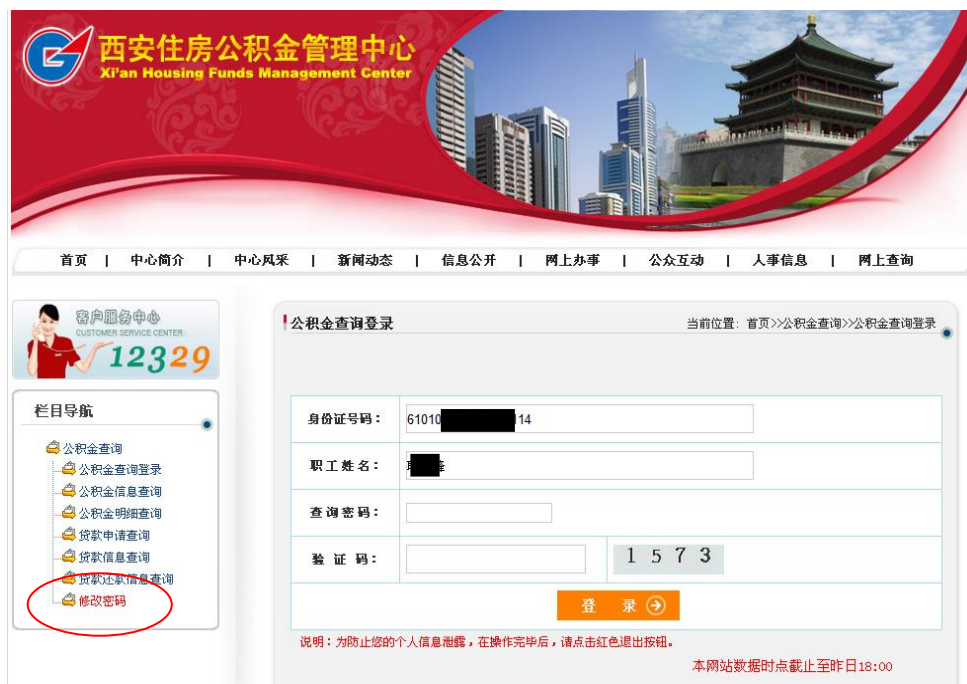 西安住房公积金管理中心
Xi'an Housing Funds Management Center
首页 | 中心简介 | 中心风采 | 新闻动态 | 信息公开 | 网上办事 | 公众互动 | 人事信息 | 网上查询
客户服务中心
CUSTOMER SERVICE CENTER
12329
栏目导航
公积金查询
公积金查询登录
公积金信息查询
公积金明细查询
贷款申请查询
贷款信息查询
贷款还款信息查询
修改密码
公积金查询登录
当前位置：首页>>公积金查询>>公积金查询登录
身份证号码： 61010 114
职工姓名：
查询密码：
验证码： 1 5 7 3
登 录
说明：为防止您的个人信息泄露，在操作完毕后，请点击红色退出按钮。
本网站数据时点截止至昨日18:00